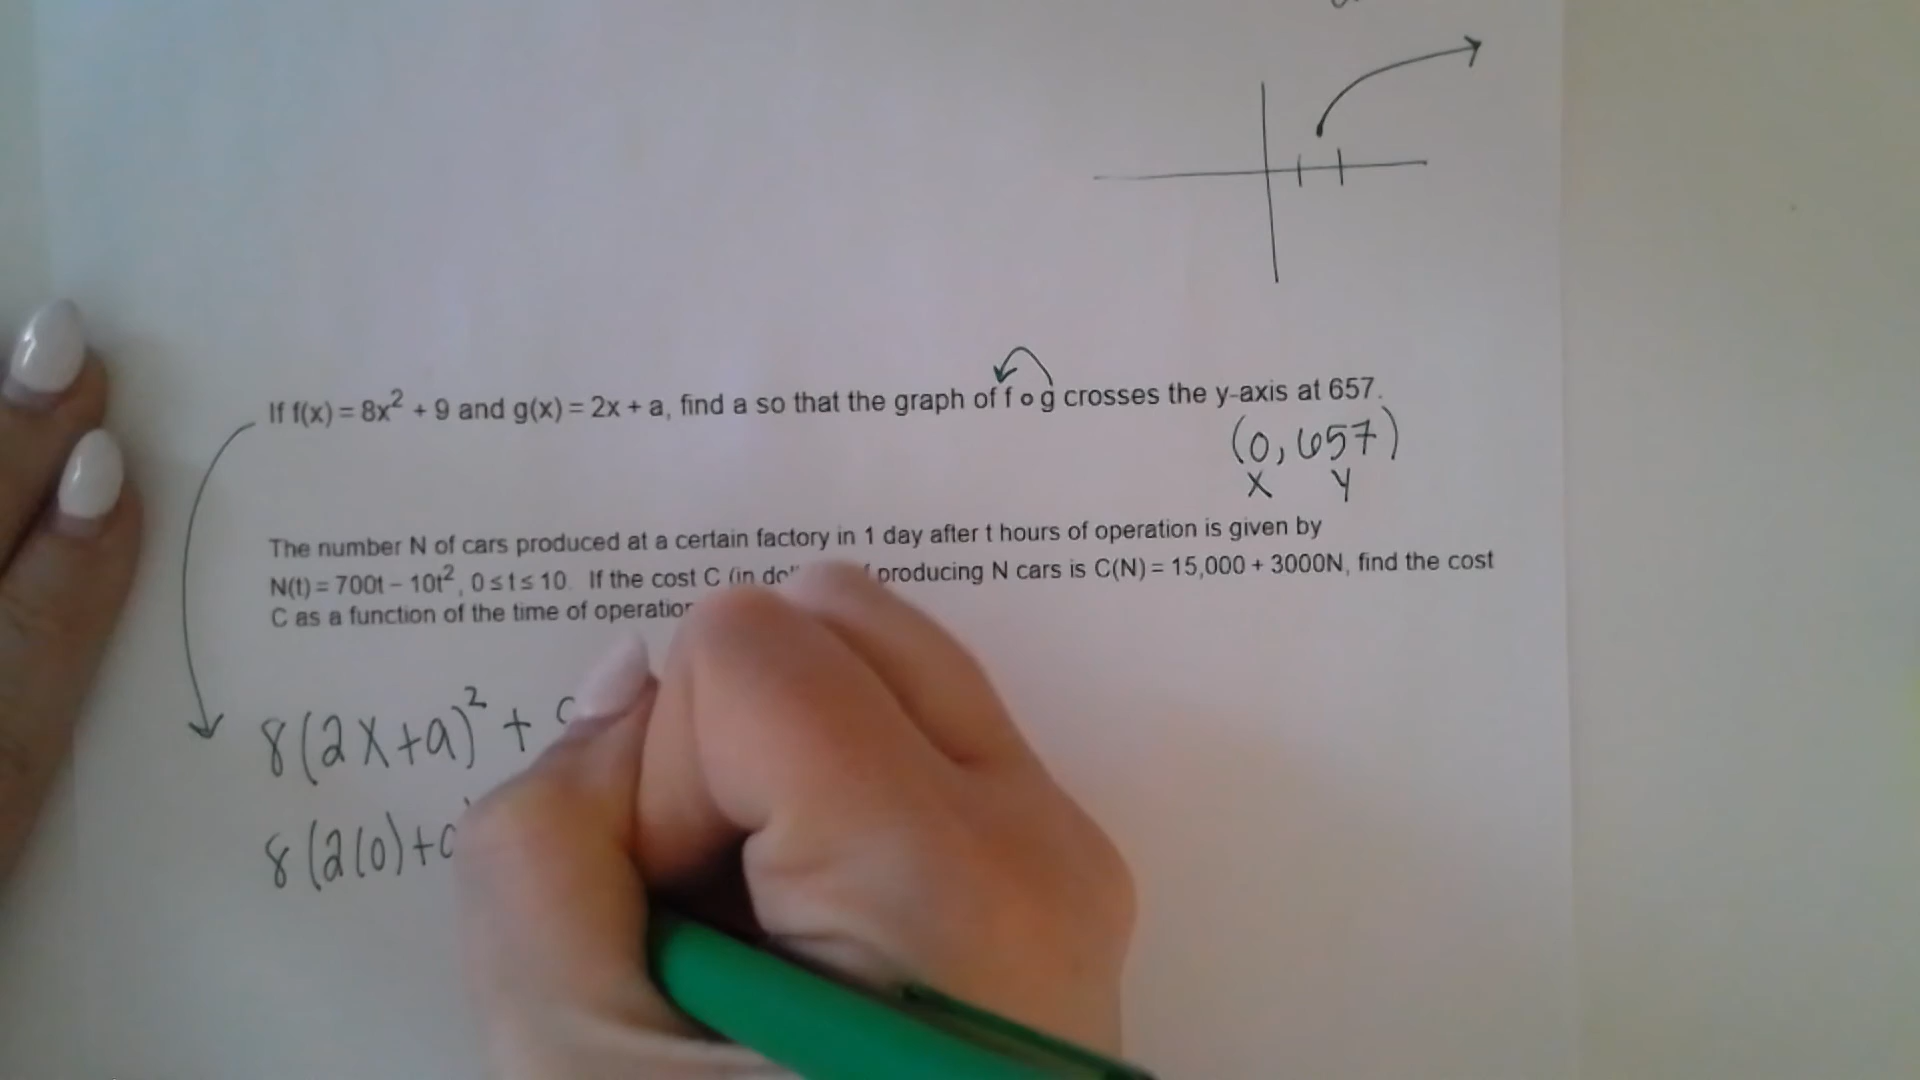 If f(x) = 8x² + 9 and g(x) = 2x + a, find a so that the graph of f o g crosses the y-axis at 657.
(0, 657)
X Y
The number N of cars produced at a certain factory in 1 day after t hours of operation is given by
N(t) = 700t – 10t², 0 ≤ t ≤ 10. If the cost C (in producing N cars is C(N) = 15,000 + 3000N, find the cost
C as a function of the time of
8(2x+a)² +
8(2(0)+